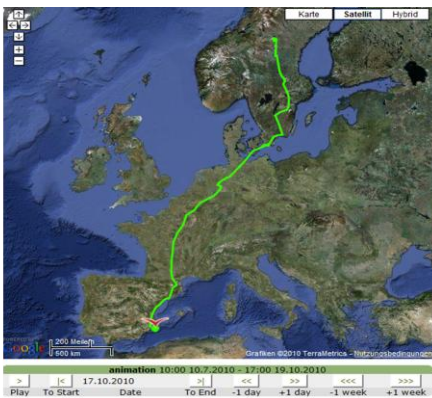 Karte Satellit Hybrid
Google
200 Meilen
500 km
Grafiken ©2010 TerraMetrics - Nutzungsbedingungen
animation 10:00 10.7.2010 - 17:00 19.10.2010
> |< 17.10.2010 >| << >> <<< >>>
Play To Start Date To End -1 day +1 day -1 week +1 week